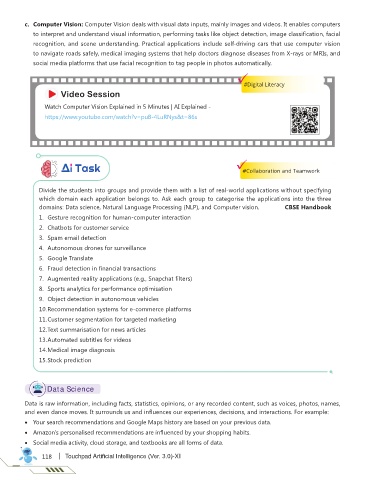 c. Computer Vision: Computer Vision deals with visual data inputs, mainly images and videos. It enables computers
to interpret and understand visual information, performing tasks like object detection, image classification, facial
recognition, and scene understanding. Practical applications include self-driving cars that use computer vision
to navigate roads safely, medical imaging systems that help doctors diagnose diseases from X-rays or MRIs, and
social media platforms that use facial recognition to tag people in photos automatically.
#Digital Literacy
Video Session
Watch Computer Vision Explained in 5 Minutes | AI Explained -
Ai Task
#Collaboration and Teamwork
Divide the students into groups and provide them with a list of real-world applications without specifying
which domain each application belongs to. Ask each group to categorise the applications into the three
domains: Data science, Natural Language Processing (NLP), and Computer vision. CBSE Handbook
1. Gesture recognition for human-computer interaction
2. Chatbots for customer service
3. Spam email detection
4. Autonomous drones for surveillance
5. Google Translate
6. Fraud detection in financial transactions
7. Augmented reality applications (e.g., Snapchat filters)
8. Sports analytics for performance optimisation
9. Object detection in autonomous vehicles
10.Recommendation systems for e-commerce platforms
11.Customer segmentation for targeted marketing
12.Text summarisation for news articles
13.Automated subtitles for videos
14.Medical image diagnosis
15.Stock prediction
Data Science
Data is raw information, including facts, statistics, opinions, or any recorded content, such as voices, photos, names,
and even dance moves. It surrounds us and influences our experiences, decisions, and interactions. For example:
• Your search recommendations and Google Maps history are based on your previous data.
• Amazon's personalised recommendations are influenced by your shopping habits.
• Social media activity, cloud storage, and textbooks are all forms of data.
118 | Touchpad Artificial Intelligence (Ver. 3.0)-XI